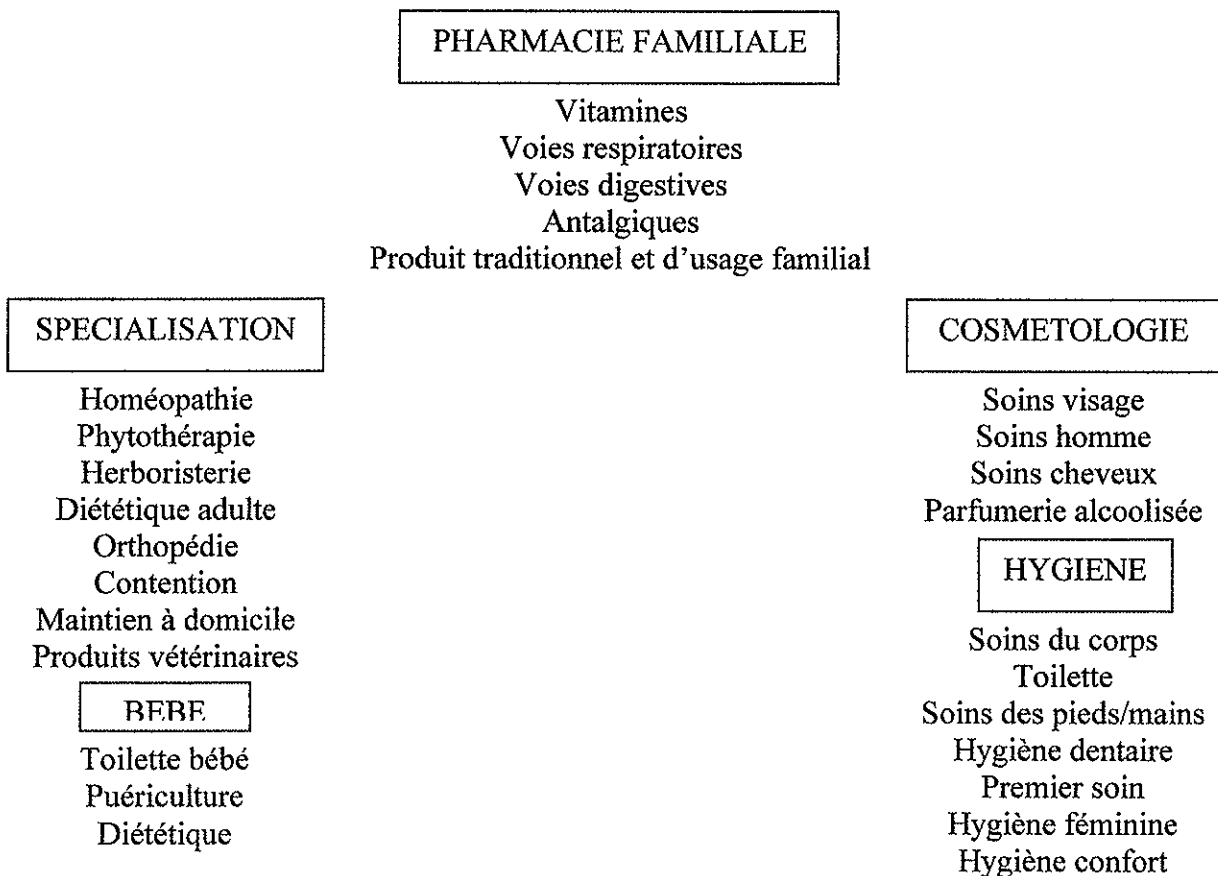 PHARMACIE FAMILIALE
Vitamines
Voies respiratoires
Voies digestives
Antalgiques
Produit traditionnel et d'usage familial
SPECIALISATION
Homéopathie
Phytothérapie
Herboristerie
Diététique adulte
Orthopédie
Contention
Maintien à domicile
Produits vétérinaires
BEBE
Toilette bébé
Puériculture
Diététique
COSMETOLOGIE
Soins visage
Soins homme
Soins cheveux
Parfumerie alcoolisée
HYGIENE
Soins du corps
Toilette
Soins des pieds/mains
Hygiène dentaire
Premier soin
Hygiène féminine
Hygiène confort